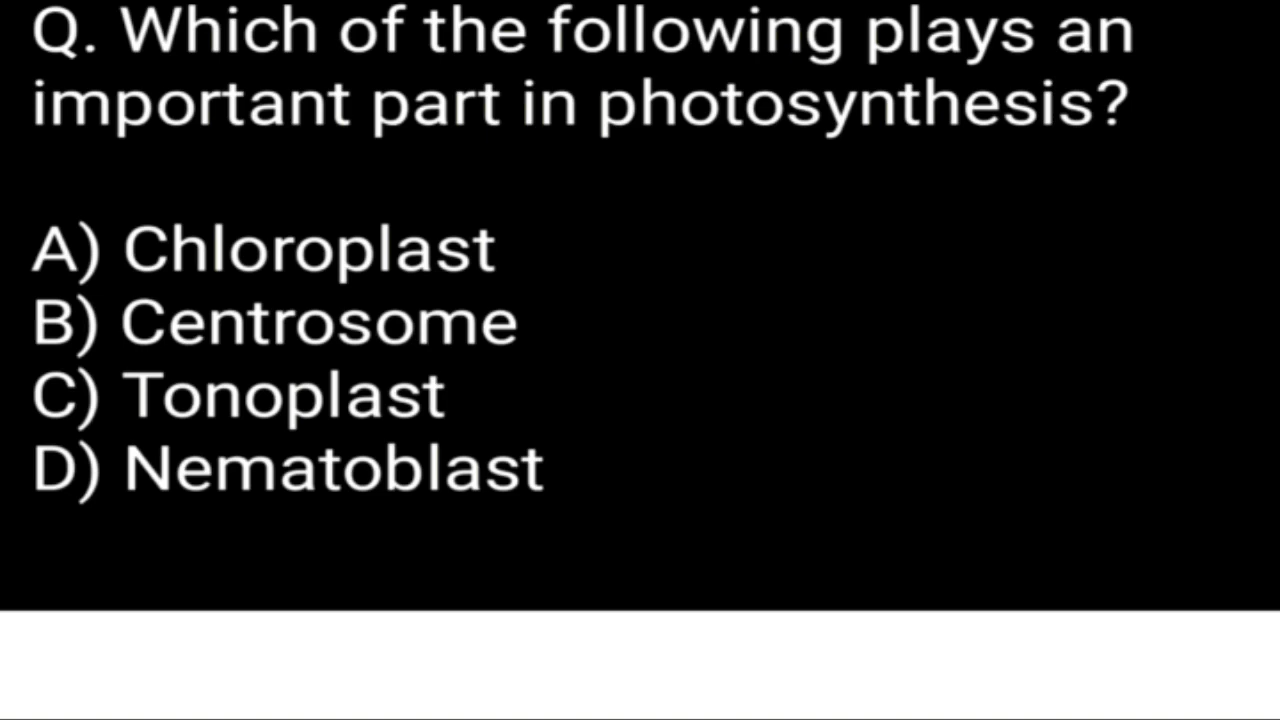 Q. Which of the following plays an
important part in photosynthesis?
A) Chloroplast
B) Centrosome
C) Tonoplast
D) Nematoblast